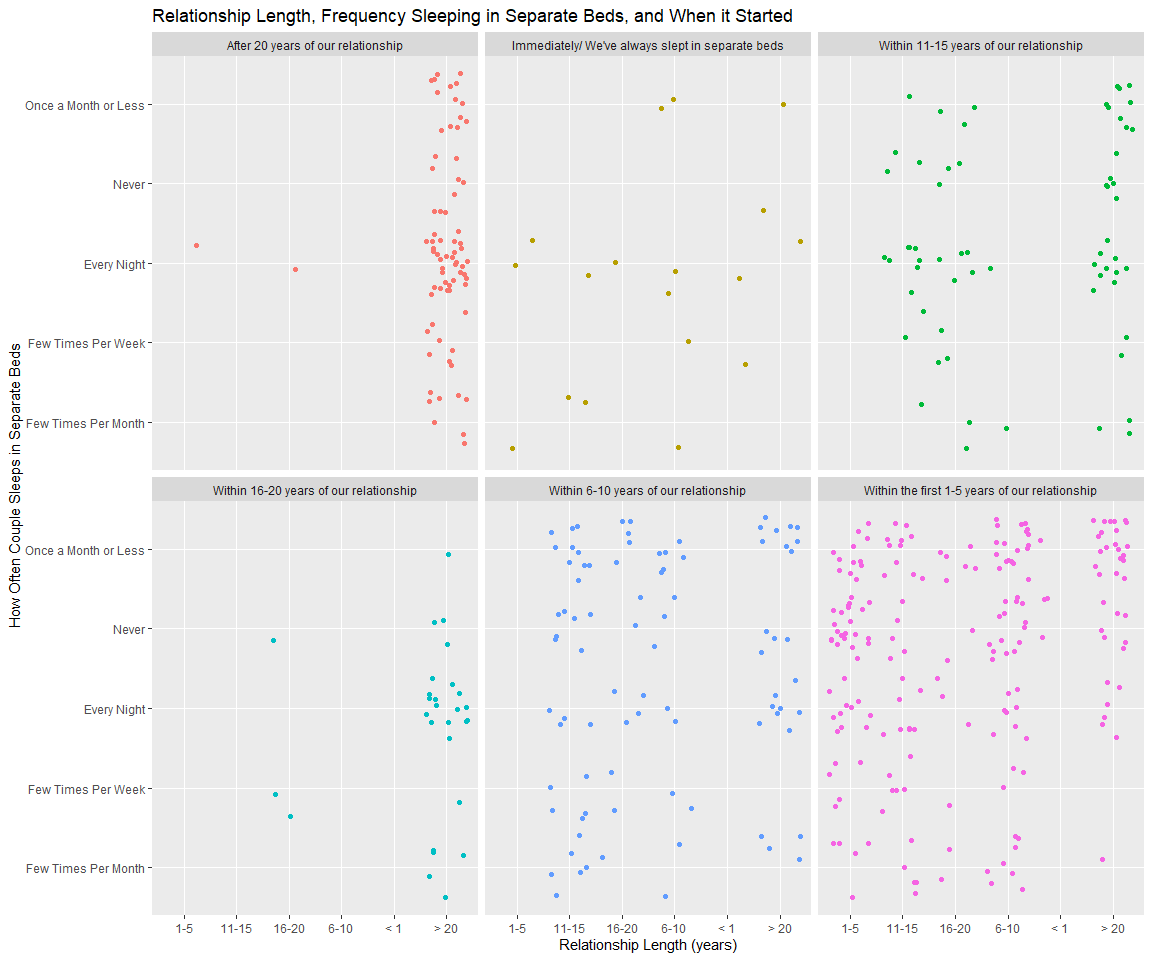 Relationship Length, Frequency Sleeping in Separate Beds, and When it Started
After 20 years of our relationship
Immediately/ We've always slept in separate beds
Within 11-15 years of our relationship
Once a Month or Less
Never
Every Night
Few Times Per Week
Few Times Per Month
How Often Couple Sleeps in Separate Beds
Within 16-20 years of our relationship
Within 6-10 years of our relationship
Within the first 1-5 years of our relationship
Once a Month or Less
Never
Every Night
Few Times Per Week
Few Times Per Month
1-5 11-15 16-20 6-10 < 1 > 20
1-5 11-15 16-20 6-10 < 1 > 20
1-5 11-15 16-20 6-10 < 1 > 20
Relationship Length (years)